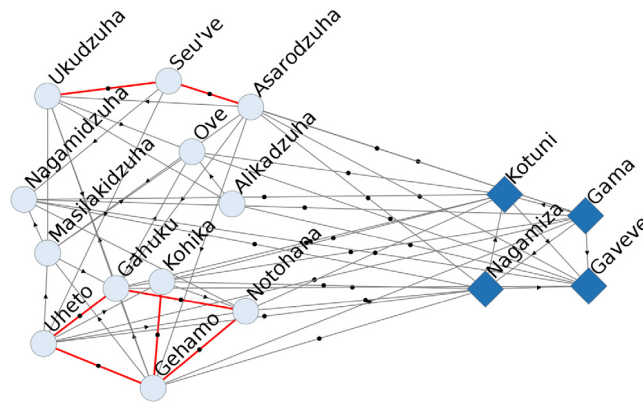 Ukudzuha
Seu've
Asarodzuha
Nagamidzuha
Ove
Alikadzuha
Masilakidzuha
Gahuku
Kohika
Notohana
Uheto
Gehamo
Kotuni
Gama
Nagamiza
Gaveve